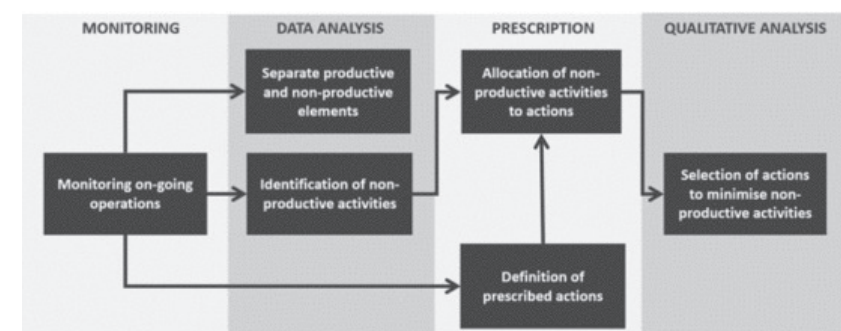 MONITORING
DATA ANALYSIS
PRESCRIPTION
QUALITATIVE ANALYSIS
Separate productive
and non-productive
elements
Allocation of non-
productive activities
to actions
Monitoring on-going
operations
Identification of non-
productive activities
Selection of actions
to minimise non-
productive activities
Definition of
prescribed actions